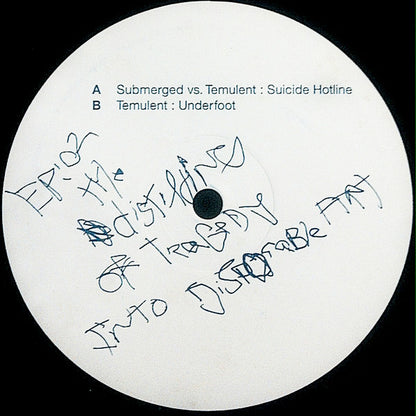 A Submerged vs. Temulent : Suicide Hotline
B Temulent : Underfoot
EP:02
the
distilling
of Tragedy
Into Disposable Art